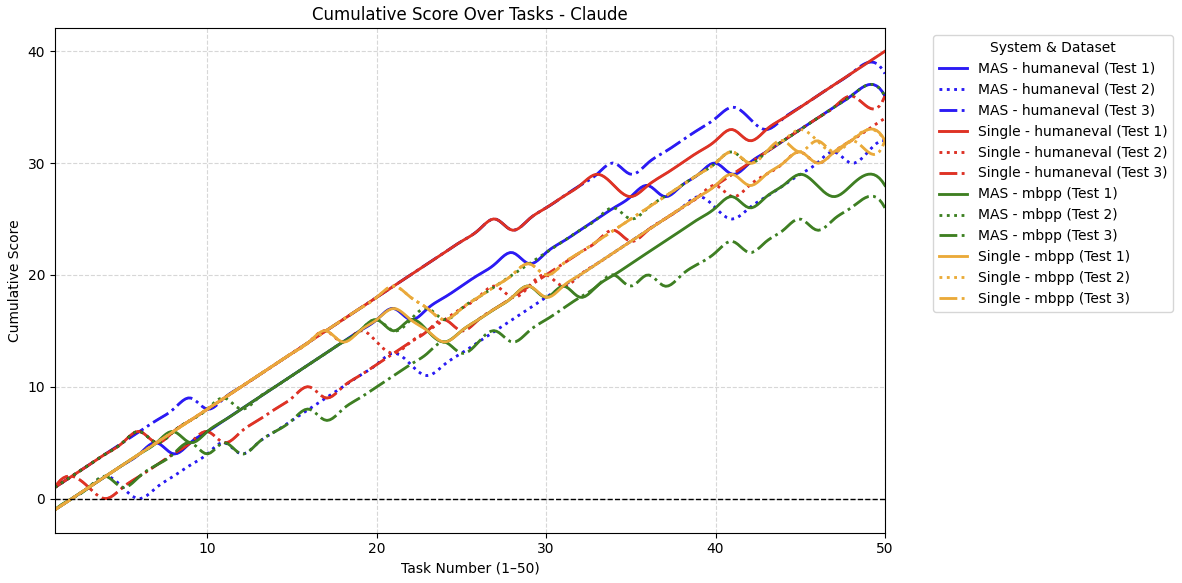 Cumulative Score Over Tasks - Claude
System & Dataset
MAS - humaneval (Test 1)
MAS - humaneval (Test 2)
MAS - humaneval (Test 3)
Single - humaneval (Test 1)
Single - humaneval (Test 2)
Single - humaneval (Test 3)
MAS - mbpp (Test 1)
MAS - mbpp (Test 2)
MAS - mbpp (Test 3)
Single - mbpp (Test 1)
Single - mbpp (Test 2)
Single - mbpp (Test 3)
Cumulative Score
40
30
20
10
0
10 20 30 40 50
Task Number (1–50)